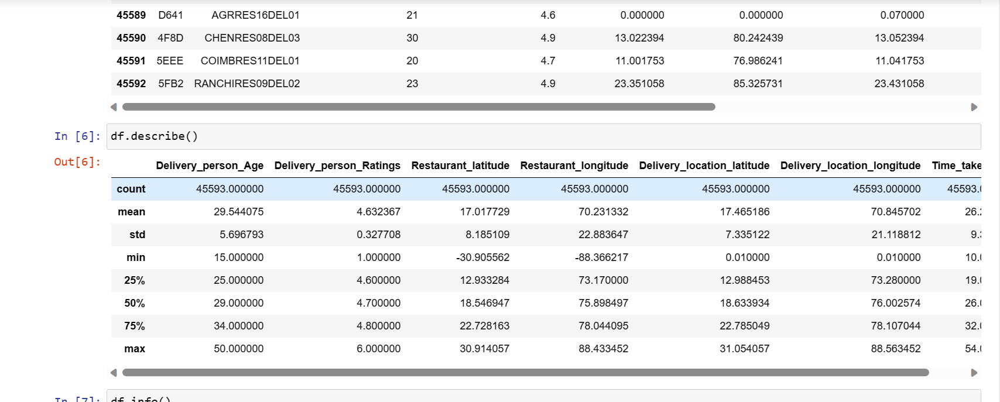 45589 D641 AGRRES16DEL01 21 4.6 0.000000 0.000000 0.070000
45590 4F8D CHENRES08DEL03 30 4.9 13.022394 80.242439 13.052394
45591 5EEE COIMBRES11DEL01 20 4.7 11.001753 76.986241 11.041753
45592 5FB2 RANCHIRES09DEL02 23 4.9 23.351058 85.325731 23.431058
In [6]: df.describe()
Out[6]:
Delivery_person_Age Delivery_person_Ratings Restaurant_latitude Restaurant_longitude Delivery_location_latitude Delivery_location_longitude Time_take
count 45593.000000 45593.000000 45593.000000 45593.000000 45593.000000 45593.000000 45593.
mean 29.544075 4.632367 17.017729 70.231332 17.465186 70.845702 26.
std 5.696793 0.327708 8.185109 22.883647 7.335122 21.118812 9.
min 15.000000 1.000000 -30.905562 -88.366217 0.010000 0.010000 10.
25% 25.000000 4.600000 12.933284 73.170000 12.988453 73.280000 19.
50% 29.000000 4.700000 18.546947 75.898497 18.633934 76.002574 26.
75% 34.000000 4.800000 22.728163 78.044095 22.785049 78.107044 32.
max 50.000000 6.000000 30.914057 88.433452 31.054057 88.563452 54.
In [7]: df.info()